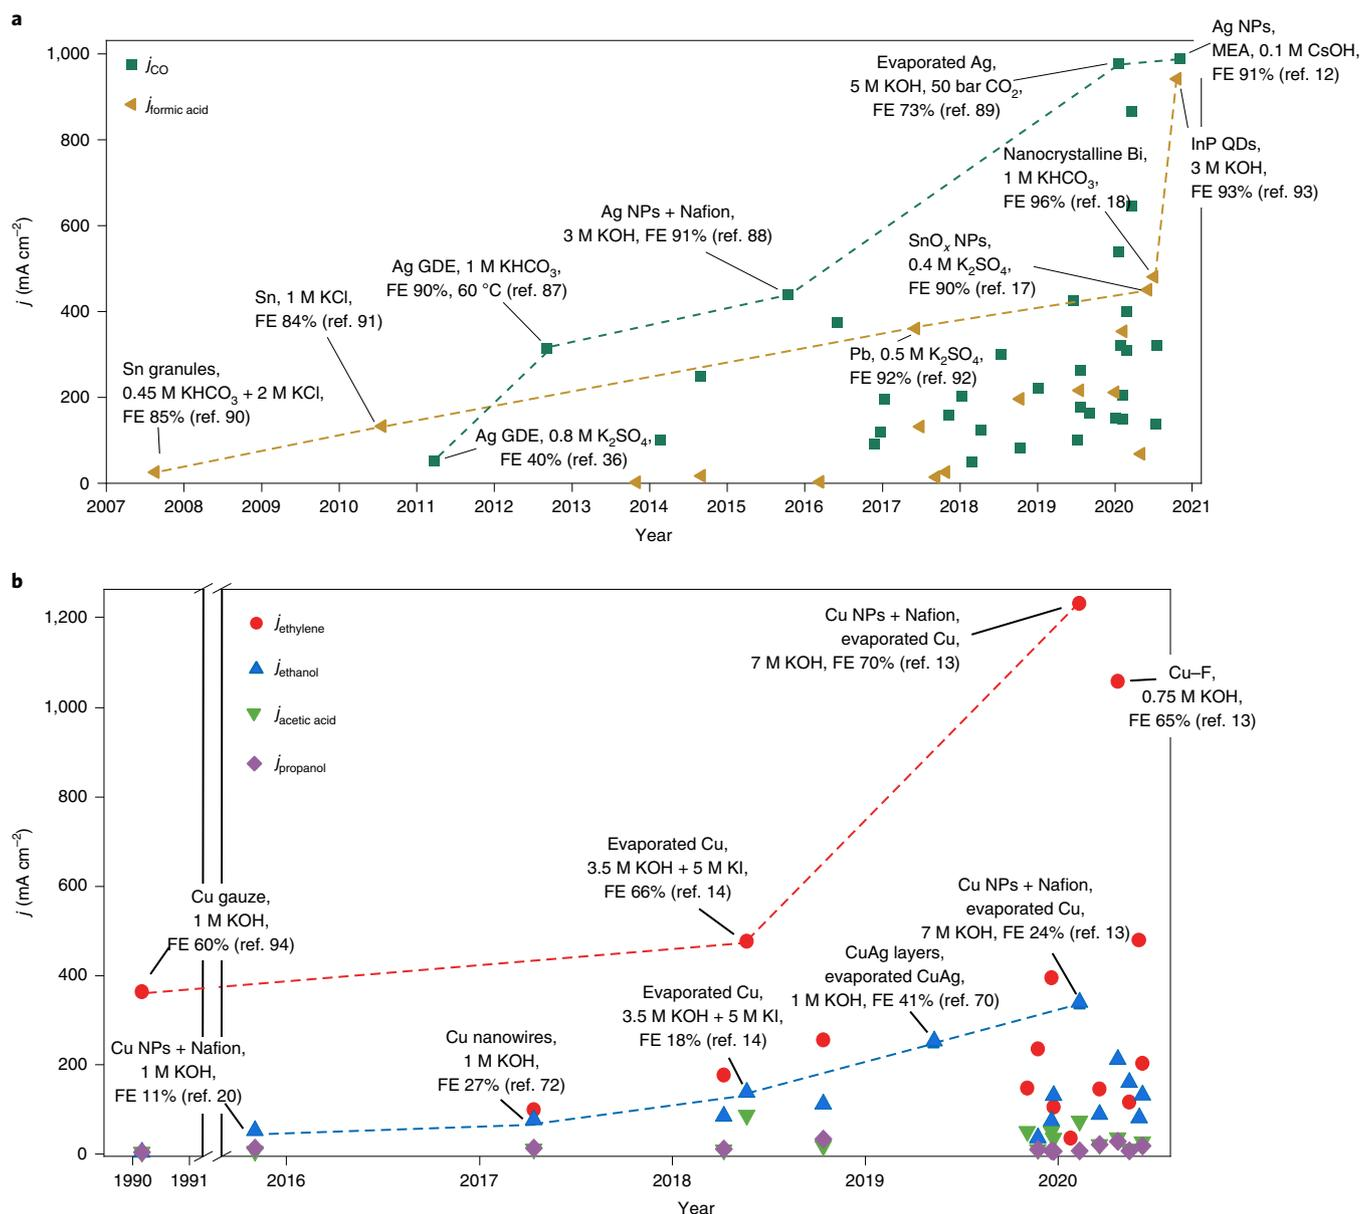 a
1,000
800
600
400
200
0
j (mA cm⁻²)
2007 2008 2009 2010 2011 2012 2013 2014 2015 2016 2017 2018 2019 2020 2021
Year
j_CO
j_formic acid
Sn granules,
0.45 M KHCO₃ + 2 M KCl,
FE 85% (ref. 90)
Sn, 1 M KCl,
FE 84% (ref. 91)
Ag GDE, 1 M KHCO₃,
FE 90%, 60 °C (ref. 87)
Ag GDE, 0.8 M K₂SO₄,
FE 40% (ref. 36)
Ag NPs + Nafion,
3 M KOH, FE 91% (ref. 88)
Evaporated Ag,
5 M KOH, 50 bar CO₂,
FE 73% (ref. 89)
Ag NPs,
MEA, 0.1 M CsOH,
FE 91% (ref. 12)
Nanocrystalline Bi,
1 M KHCO₃,
FE 96% (ref. 18)
InP QDs,
3 M KOH,
FE 93% (ref. 93)
SnOₓ NPs,
0.4 M K₂SO₄,
FE 90% (ref. 17)
Pb, 0.5 M K₂SO₄,
FE 92% (ref. 92)
b
1,200
1,000
800
600
400
200
0
j (mA cm⁻²)
1990 1991 2016 2017 2018 2019 2020
Year
j_ethylene
j_ethanol
j_acetic acid
j_propanol
Cu gauze,
1 M KOH,
FE 60% (ref. 94)
Cu NPs + Nafion,
1 M KOH,
FE 11% (ref. 20)
Cu nanowires,
1 M KOH,
FE 27% (ref. 72)
Evaporated Cu,
3.5 M KOH + 5 M KI,
FE 66% (ref. 14)
Evaporated Cu,
3.5 M KOH + 5 M KI,
FE 18% (ref. 14)
CuAg layers,
evaporated CuAg,
1 M KOH, FE 41% (ref. 70)
Cu NPs + Nafion,
evaporated Cu,
7 M KOH, FE 24% (ref. 13)
Cu NPs + Nafion,
evaporated Cu,
7 M KOH, FE 70% (ref. 13)
Cu–F,
0.75 M KOH,
FE 65% (ref. 13)